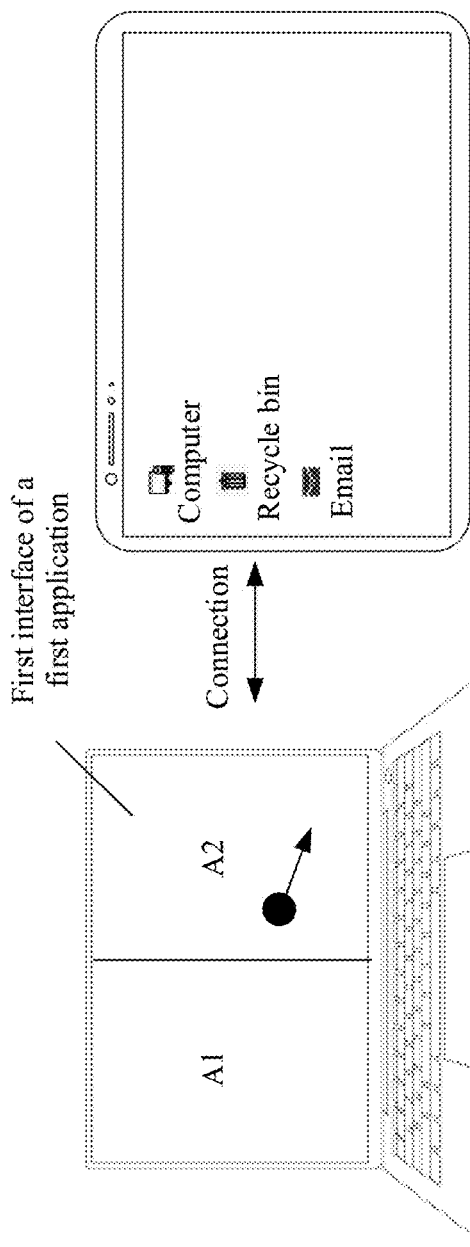 First interface of a
first application
A1
A2
Connection
Computer
Recycle bin
Email